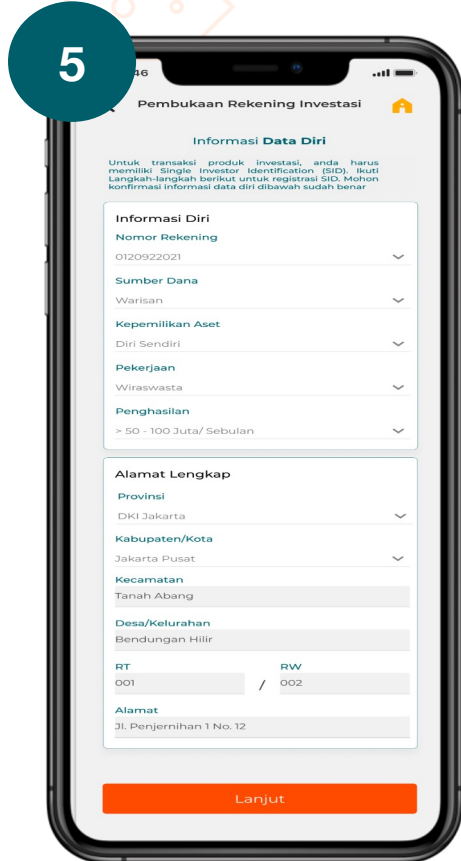 5
46
Pembukaan Rekening Investasi
Informasi Data Diri
Untuk transaksi produk investasi, anda harus
memiliki Single Investor Identification (SID). Ikuti
Langkah-langkah berikut untuk registrasi SID. Mohon
konfirmasi informasi data diri dibawah sudah benar
Informasi Diri
Nomor Rekening
0120922021
Sumber Dana
Warisan
Kepemilikan Aset
Diri Sendiri
Pekerjaan
Wiraswasta
Penghasilan
> 50 - 100 Juta/ Sebulan
Alamat Lengkap
Provinsi
DKI Jakarta
Kabupaten/Kota
Jakarta Pusat
Kecamatan
Tanah Abang
Desa/Kelurahan
Bendungan Hilir
RT RW
001 / 002
Alamat
Jl. Penjernihan 1 No. 12
Lanjut